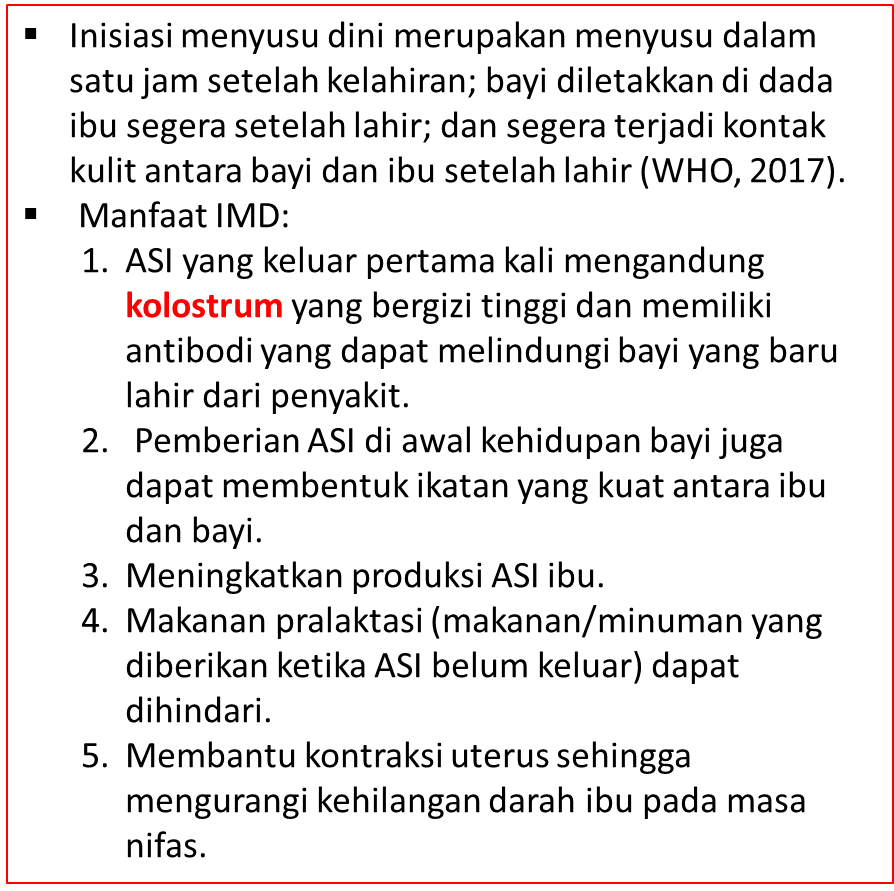 ▪ Inisiasi menyusu dini merupakan menyusu dalam
satu jam setelah kelahiran; bayi diletakkan di dada
ibu segera setelah lahir; dan segera terjadi kontak
kulit antara bayi dan ibu setelah lahir (WHO, 2017).
▪ Manfaat IMD:
1. ASI yang keluar pertama kali mengandung
kolostrum yang bergizi tinggi dan memiliki
antibodi yang dapat melindungi bayi yang baru
lahir dari penyakit.
2. Pemberian ASI di awal kehidupan bayi juga
dapat membentuk ikatan yang kuat antara ibu
dan bayi.
3. Meningkatkan produksi ASI ibu.
4. Makanan pralaktasi (makanan/minuman yang
diberikan ketika ASI belum keluar) dapat
dihindari.
5. Membantu kontraksi uterus sehingga
mengurangi kehilangan darah ibu pada masa
nifas.